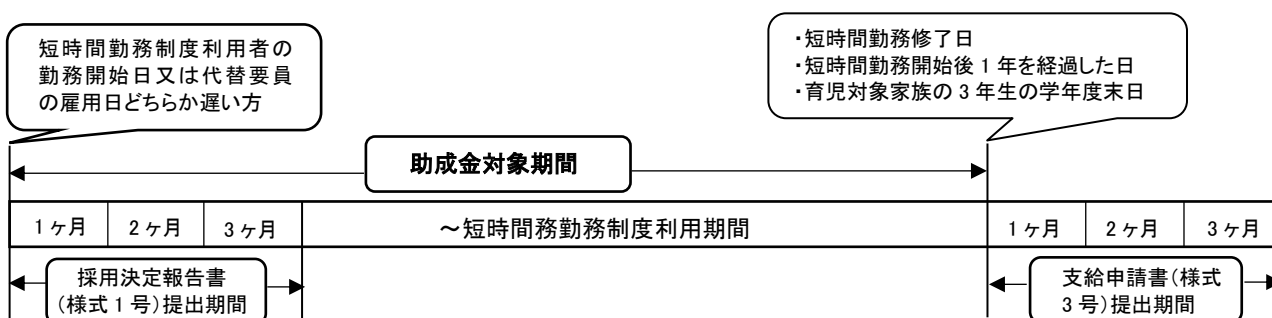 短時間勤務制度利用者の
勤務開始日又は代替要員
の雇用日どちらか遅い方
・短時間勤務修了日
・短時間勤務開始後1年を経過した日
・育児対象家族の3年生の学年度末日
助成金対象期間
1ヶ月 2ヶ月 3ヶ月 ～短時間務勤務制度利用期間 1ヶ月 2ヶ月 3ヶ月
採用決定報告書
(様式1号)提出期間
支給申請書(様式
3号)提出期間